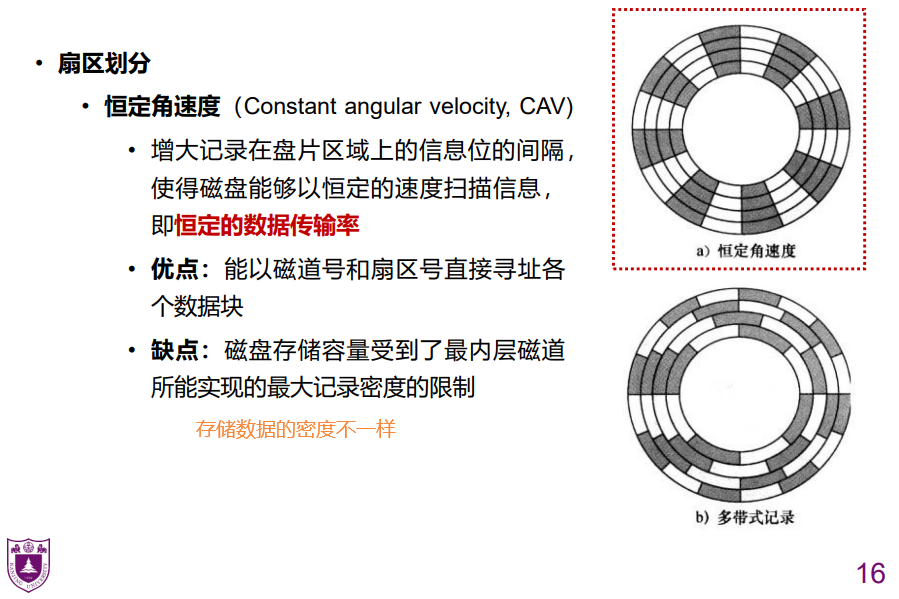 • 扇区划分
• 恒定角速度（Constant angular velocity, CAV）
• 增大记录在盘片区域上的信息位的间隔，
使得磁盘能够以恒定的速度扫描信息，
即恒定的数据传输率
• 优点：能以磁道号和扇区号直接寻址各
个数据块
• 缺点：磁盘存储容量受到了最内层磁道
所能实现的最大记录密度的限制
存储数据的密度不一样
a）恒定角速度
b）多带式记录
NANJING UNIVERSITY
16